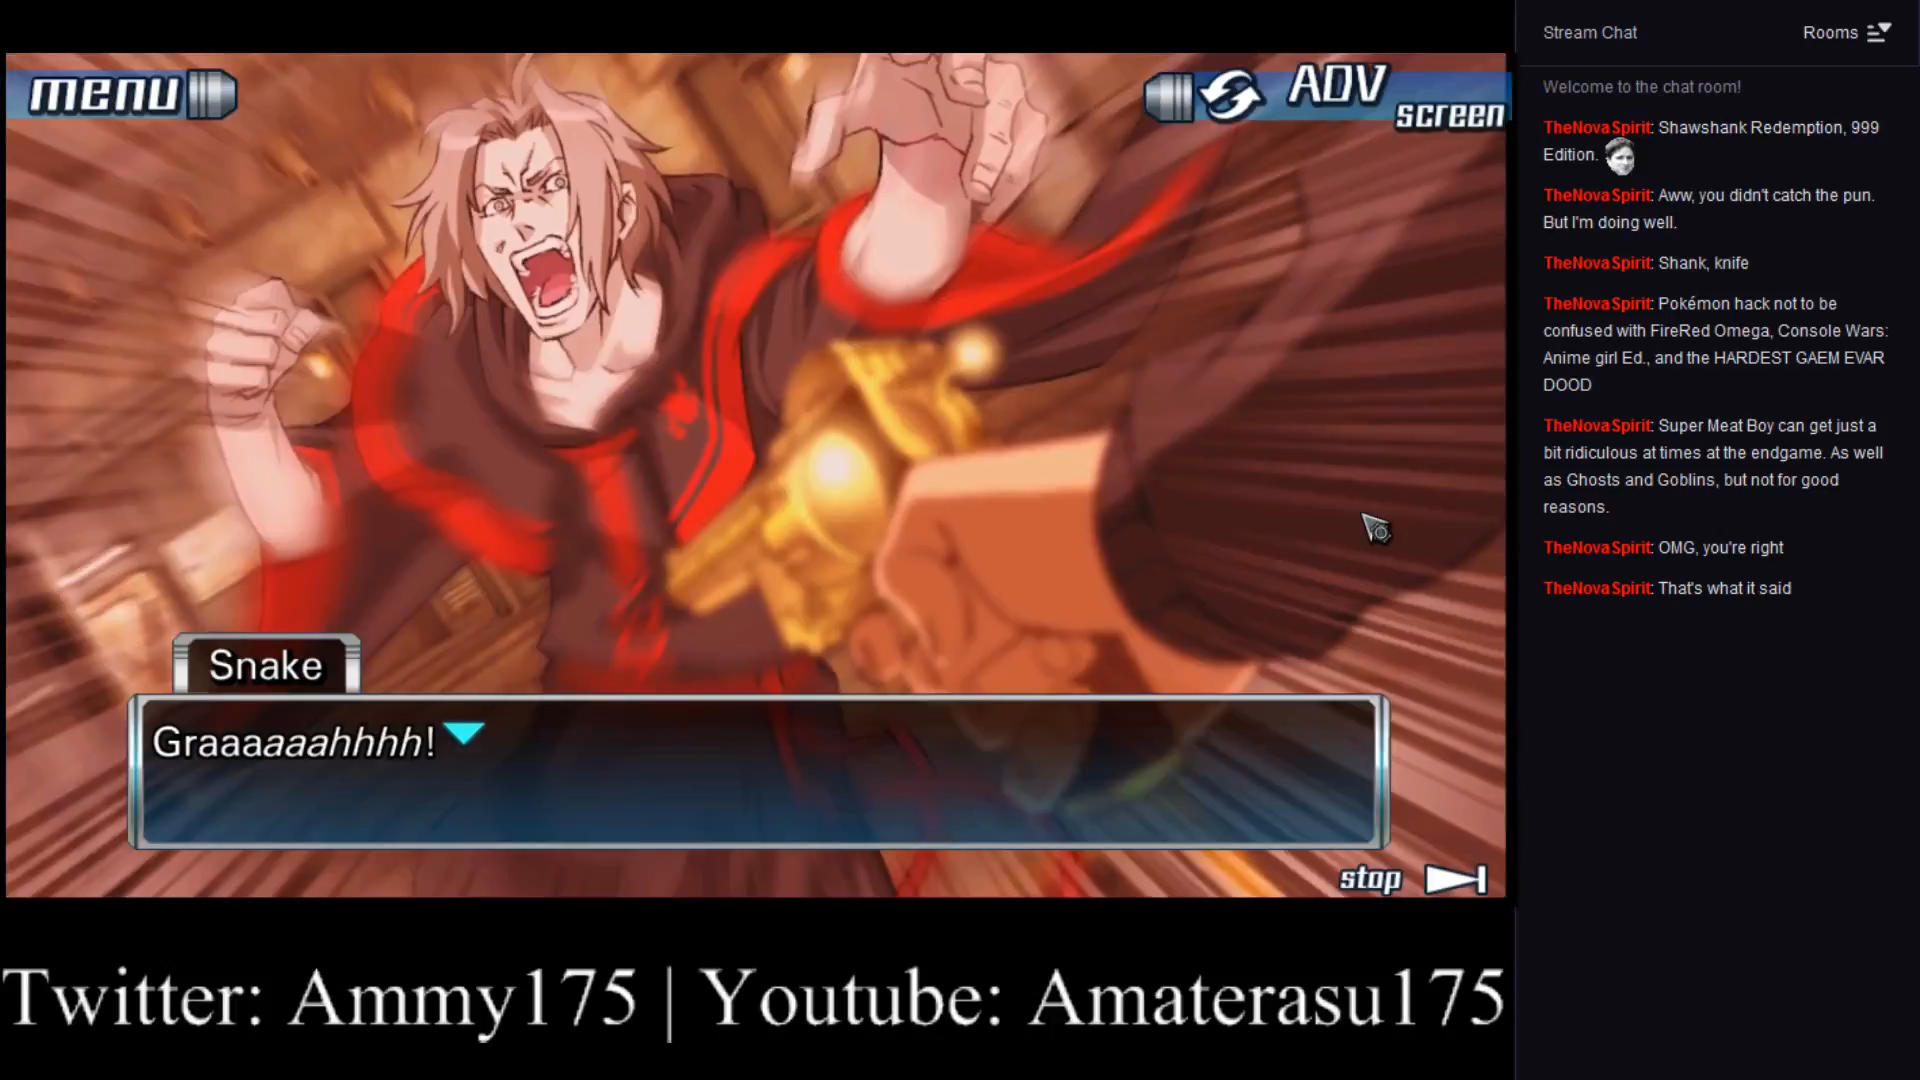 menu
ADV
screen
Snake
Graaaaaahhhh!
stop
Twitter: Ammy175 | Youtube: Amaterasu175
Stream Chat
Rooms
Welcome to the chat room!
TheNovaSpirit: Shawshank Redemption, 999
Edition.
TheNovaSpirit: Aww, you didn't catch the pun.
But I'm doing well.
TheNovaSpirit: Shank, knife
TheNovaSpirit: Pokémon hack not to be
confused with FireRed Omega, Console Wars:
Anime girl Ed., and the HARDEST GAEM EVAR
DOOD
TheNovaSpirit: Super Meat Boy can get just a
bit ridiculous at times at the endgame. As well
as Ghosts and Goblins, but not for good
reasons.
TheNovaSpirit: OMG, you're right
TheNovaSpirit: That's what it said